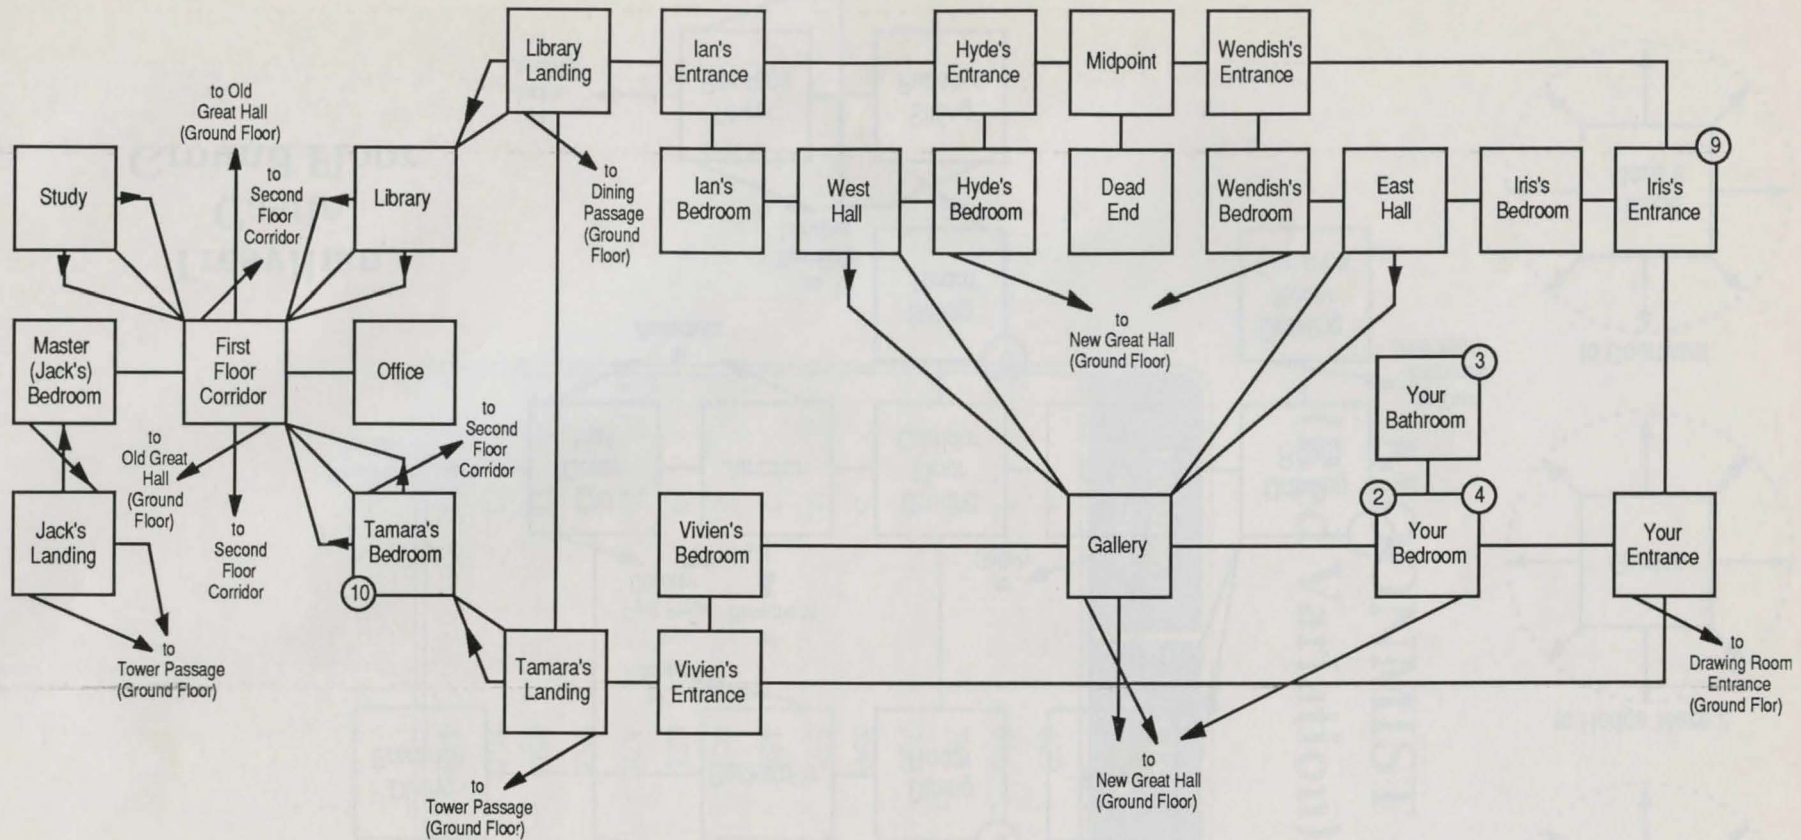 Library
Landing
Ian's
Entrance
Hyde's
Entrance
Midpoint
Wendish's
Entrance
to Old
Great Hall
(Ground Floor)
to
Second
Floor
Corridor
Study
Library
to
Dining
Passage
(Ground
Floor)
Ian's
Bedroom
West
Hall
Hyde's
Bedroom
Dead
End
Wendish's
Bedroom
East
Hall
Iris's
Bedroom
Iris's
Entrance
9
Master
(Jack's)
Bedroom
First
Floor
Corridor
Office
to
New Great Hall
(Ground Floor)
Your
Bathroom
3
to
Second
Floor
Corridor
to
Old Great
Hall
(Ground
Floor)
to
Second
Floor
Corridor
Jack's
Landing
Tamara's
Bedroom
10
Vivien's
Bedroom
Gallery
2
4
Your
Bedroom
Your
Entrance
to
Tower Passage
(Ground Floor)
Tamara's
Landing
Vivien's
Entrance
to
Drawing Room
Entrance
(Ground Flor)
to
Tower Passage
(Ground Floor)
to
New Great Hall
(Ground Floor)